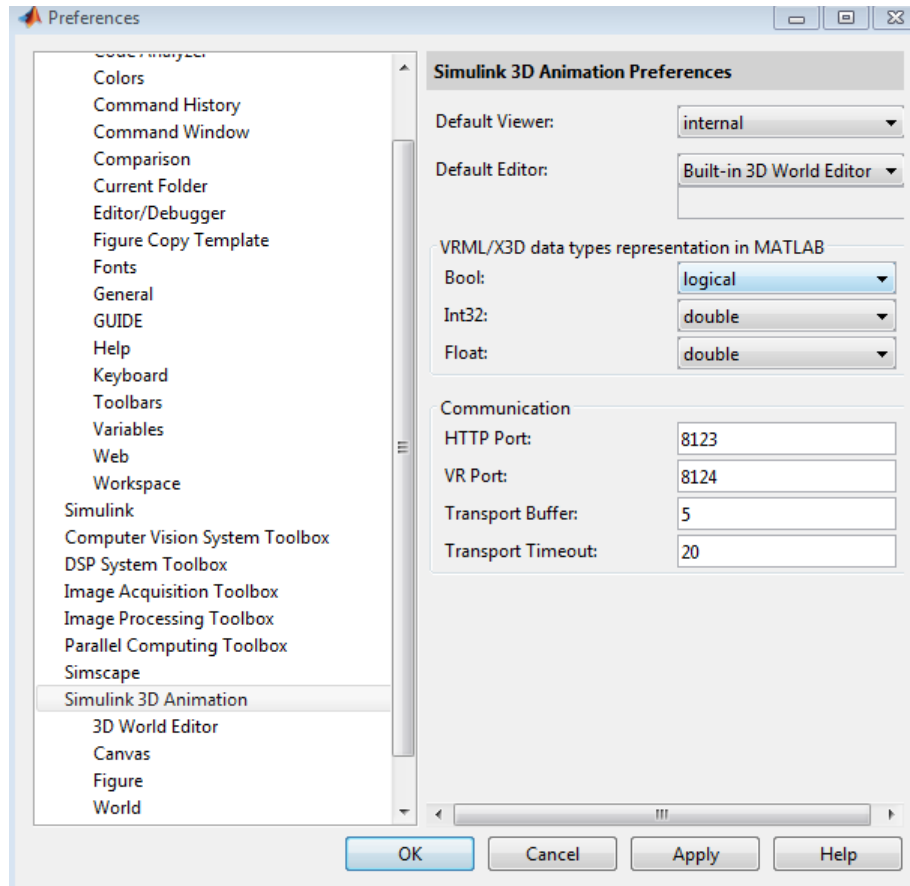 Preferences
Code Analyzer
Colors
Command History
Command Window
Comparison
Current Folder
Editor/Debugger
Figure Copy Template
Fonts
General
GUIDE
Help
Keyboard
Toolbars
Variables
Web
Workspace
Simulink
Computer Vision System Toolbox
DSP System Toolbox
Image Acquisition Toolbox
Image Processing Toolbox
Parallel Computing Toolbox
Simscape
Simulink 3D Animation
3D World Editor
Canvas
Figure
World
Simulink 3D Animation Preferences
Default Viewer: internal
Default Editor: Built-in 3D World Editor
VRML/X3D data types representation in MATLAB
Bool: logical
Int32: double
Float: double
Communication
HTTP Port: 8123
VR Port: 8124
Transport Buffer: 5
Transport Timeout: 20
OK Cancel Apply Help